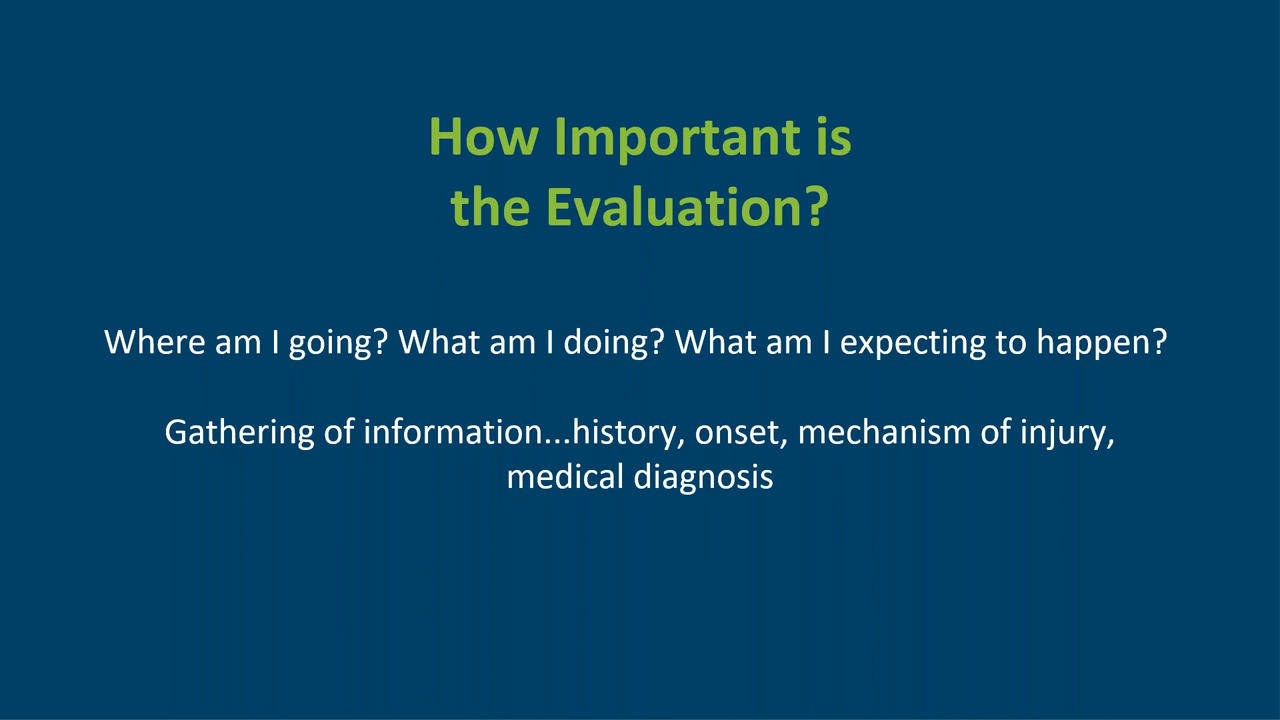 How Important is
the Evaluation?
Where am I going? What am I doing? What am I expecting to happen?
Gathering of information...history, onset, mechanism of injury,
medical diagnosis